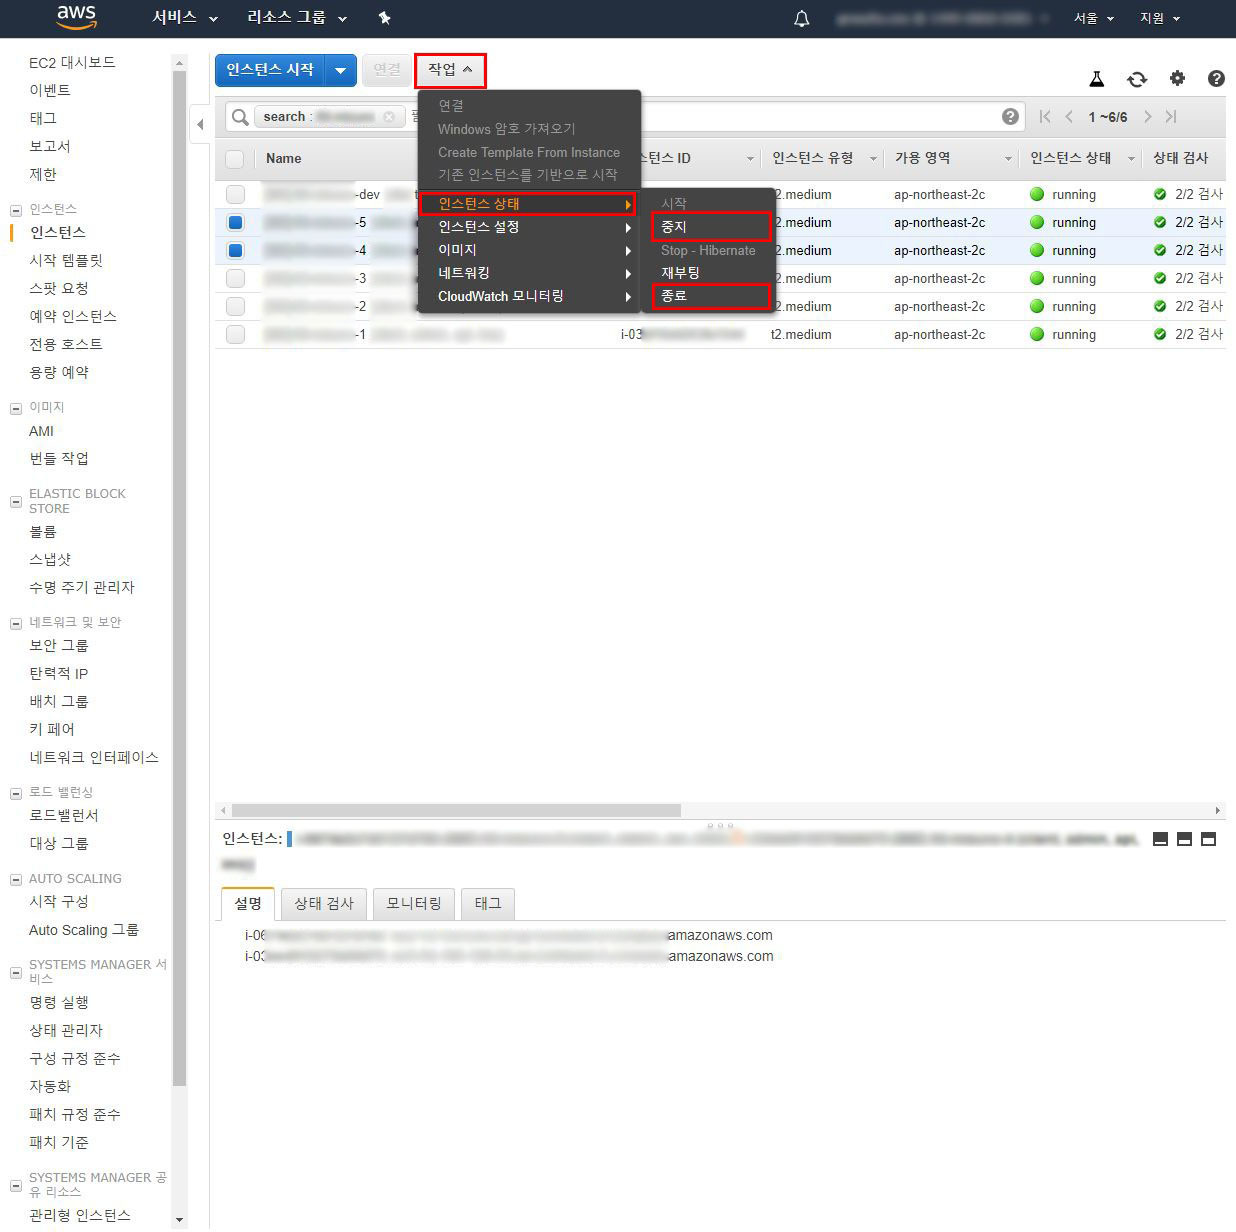 aws 서비스 리소스 그룹 서울 지원
EC2 대시보드
이벤트
태그
보고서
제한
인스턴스
인스턴스
시작 템플릿
스팟 요청
예약 인스턴스
전용 호스트
용량 예약
이미지
AMI
번들 작업
ELASTIC BLOCK
STORE
볼륨
스냅샷
수명 주기 관리자
네트워크 및 보안
보안 그룹
탄력적 IP
배치 그룹
키 페어
네트워크 인터페이스
로드 밸런싱
로드밸런서
대상 그룹
AUTO SCALING
시작 구성
Auto Scaling 그룹
SYSTEMS MANAGER 서
비스
명령 실행
상태 관리자
구성 규정 준수
자동화
패치 규정 준수
패치 기준
SYSTEMS MANAGER 공
유 리소스
관리형 인스턴스
인스턴스 시작 연결 작업
search : 1 ~6/6
연결
Windows 암호 가져오기
Create Template From Instance
기존 인스턴스를 기반으로 시작
인스턴스 상태
인스턴스 설정
이미지
네트워킹
CloudWatch 모니터링
시작
중지
Stop - Hibernate
재부팅
종료
Name 스턴스 ID 인스턴스 유형 가용 영역 인스턴스 상태 상태 검사
-dev t2.medium ap-northeast-2c running 2/2 검사
-5 t2.medium ap-northeast-2c running 2/2 검사
-4 t2.medium ap-northeast-2c running 2/2 검사
-3 t2.medium ap-northeast-2c running 2/2 검사
-2 t2.medium ap-northeast-2c running 2/2 검사
-1 i-03 t2.medium ap-northeast-2c running 2/2 검사
인스턴스:
설명 상태 검사 모니터링 태그
i-06 amazonaws.com
i-03 amazonaws.com